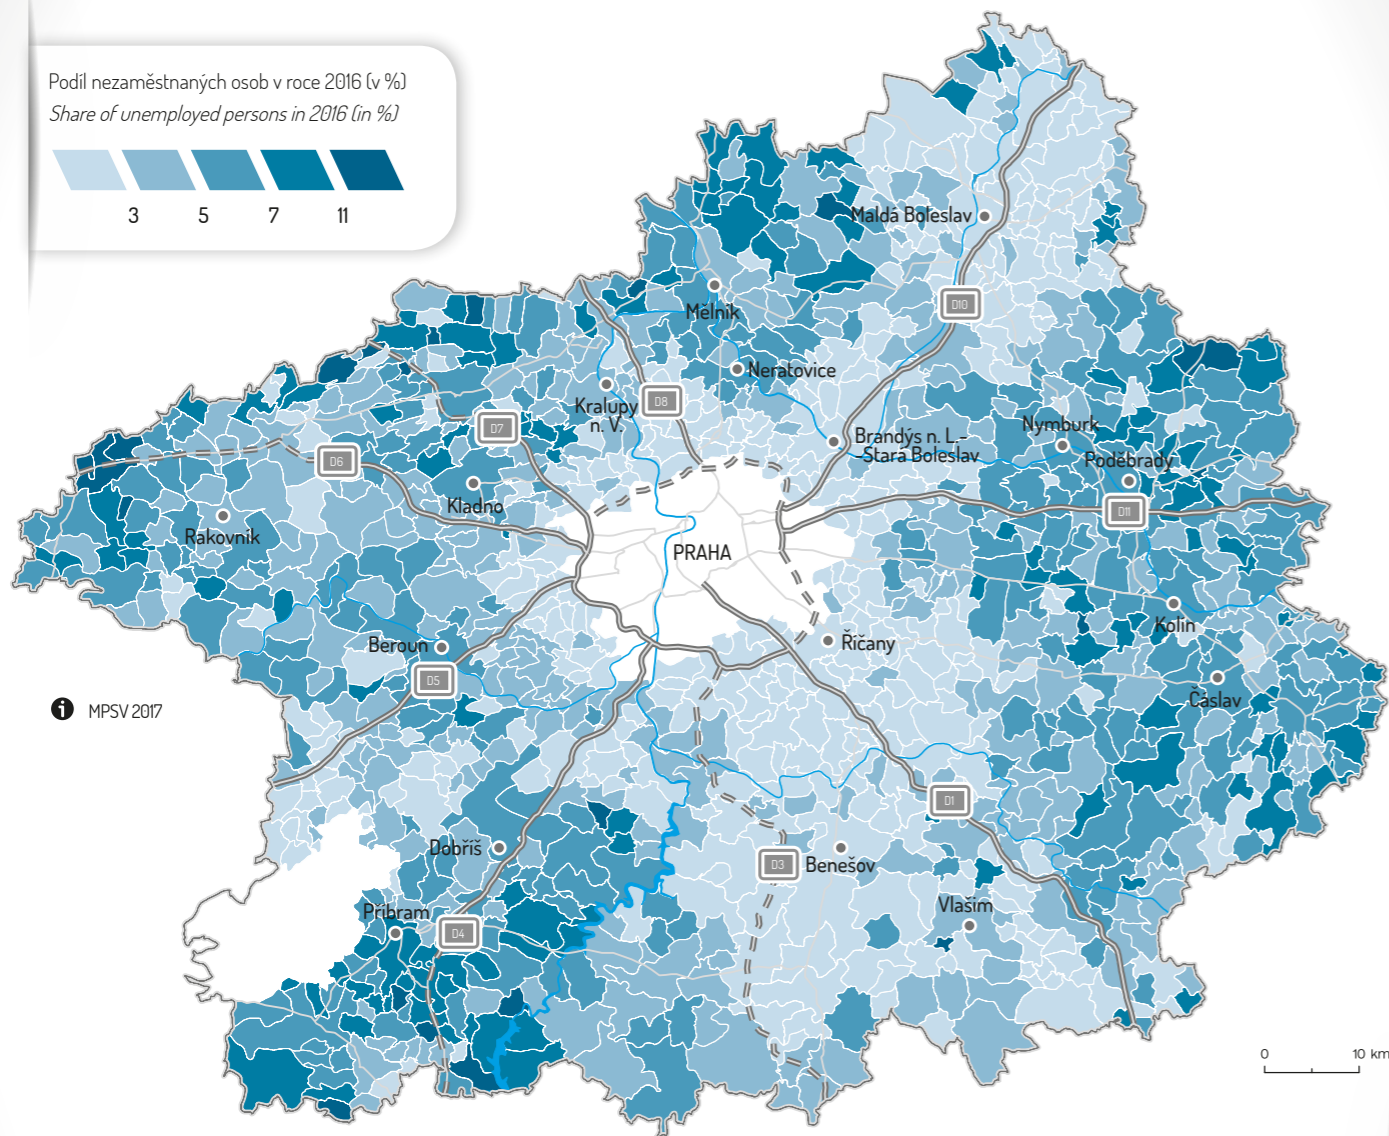 Podíl nezaměstnaných osob v roce 2016 (v %)
Share of unemployed persons in 2016 (in %)
3 5 7 11
Maldá Boleslav
D10
Mělník
Neratovice
Kralupy
n. V.
D8
D7
D6
Kladno
Rakovník
Brandýs n. L.-
-Stará Boleslav
Nymburk
Poděbrady
D11
PRAHA
Kolín
Říčany
Beroun
D5
Čáslav
MPSV 2017
D1
Dobříš
D3
Benešov
Příbram
D4
Vlašim
0 10 km